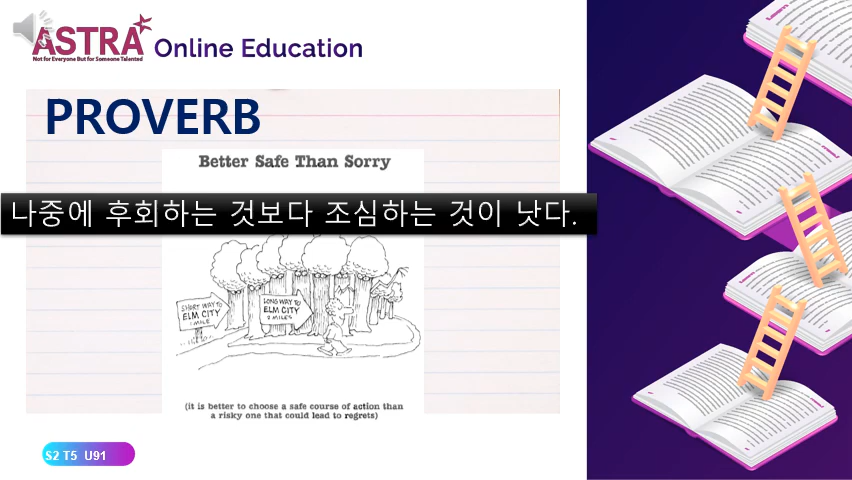 ASTRA
Not for Everyone But for Someone Talented
Online Education
PROVERB
Better Safe Than Sorry
나중에 후회하는 것보다 조심하는 것이 낫다.
SHORT WAY TO
ELM CITY
1 MILE
LONG WAY TO
ELM CITY
2 MILES
(it is better to choose a safe course of action than
a risky one that could lead to regrets)
S2 T5 U91